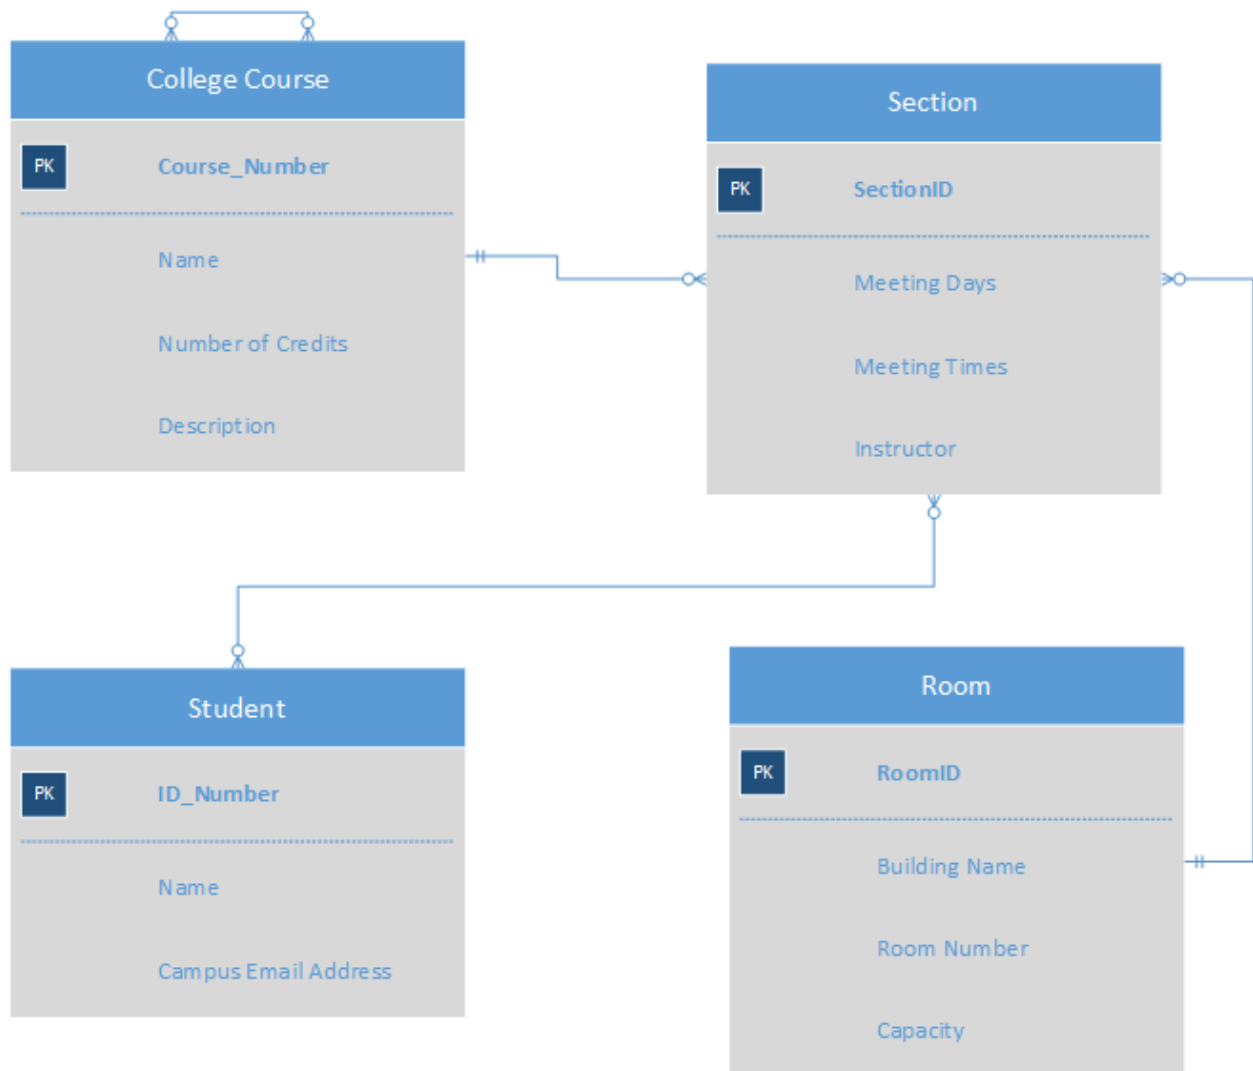 College Course
PK Course_Number
Name
Number of Credits
Description
Section
PK SectionID
Meeting Days
Meeting Times
Instructor
Student
PK ID_Number
Name
Campus Email Address
Room
PK RoomID
Building Name
Room Number
Capacity